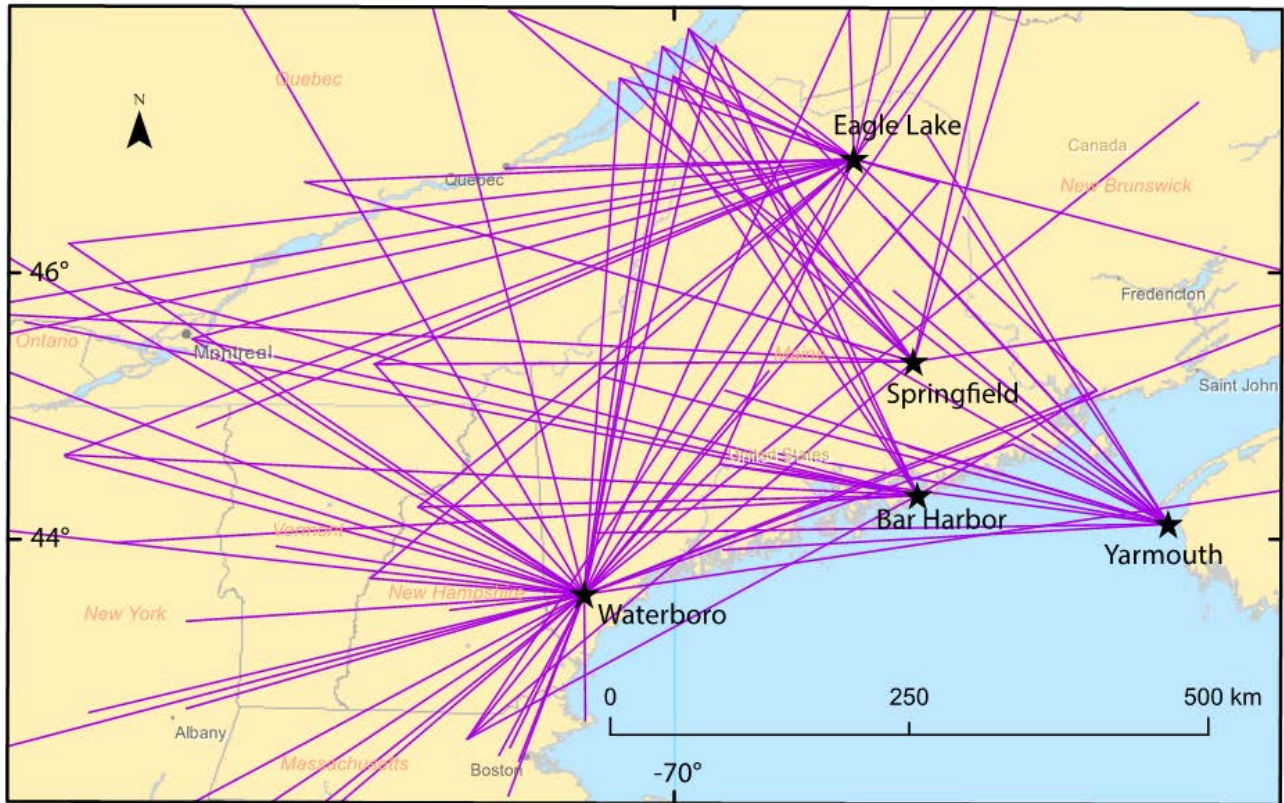 Quebec
N
Eagle Lake
Canada
Quebec
New Brunswick
46°
Fredericton
Ontario
Montreal
Maine
Springfield
Saint John
United States
Bar Harbor
44°
Vermont
Yarmouth
New Hampshire
New York
Waterboro
0 250 500 km
Albany
Massachusetts
Boston
-70°